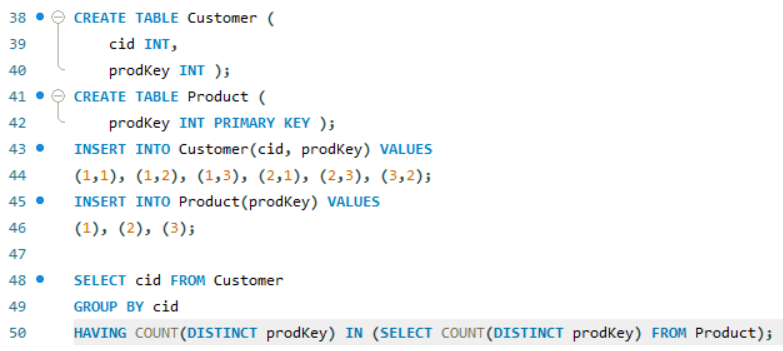 38 CREATE TABLE Customer (
39 cid INT,
40 prodKey INT );
41 CREATE TABLE Product (
42 prodKey INT PRIMARY KEY );
43 INSERT INTO Customer(cid, prodKey) VALUES
44 (1,1), (1,2), (1,3), (2,1), (2,3), (3,2);
45 INSERT INTO Product(prodKey) VALUES
46 (1), (2), (3);
47
48 SELECT cid FROM Customer
49 GROUP BY cid
50 HAVING COUNT(DISTINCT prodKey) IN (SELECT COUNT(DISTINCT prodKey) FROM Product);